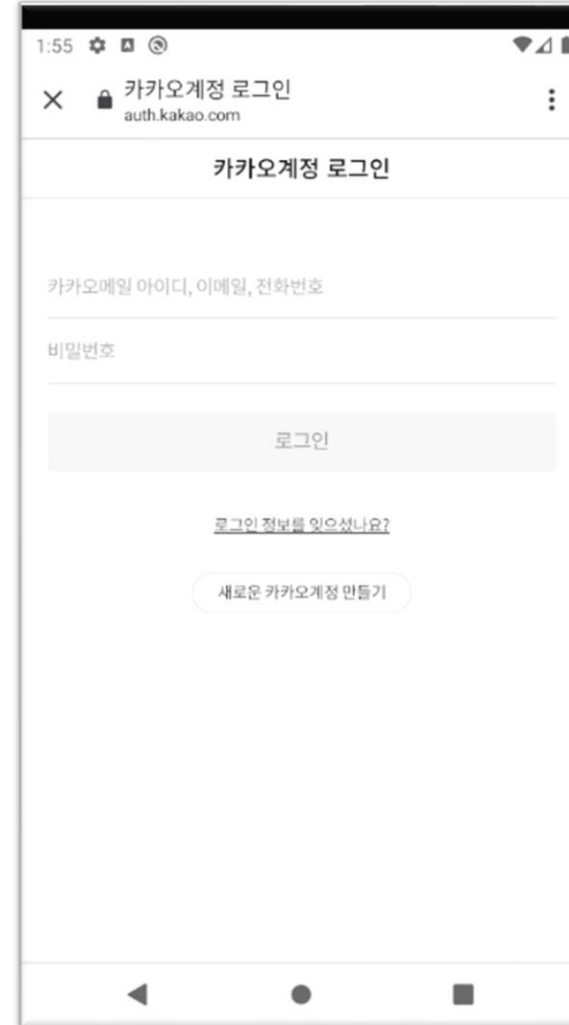 1:55
카카오계정 로그인
auth.kakao.com
카카오계정 로그인
카카오메일 아이디, 이메일, 전화번호
비밀번호
로그인
로그인 정보를 잊으셨나요?
새로운 카카오계정 만들기